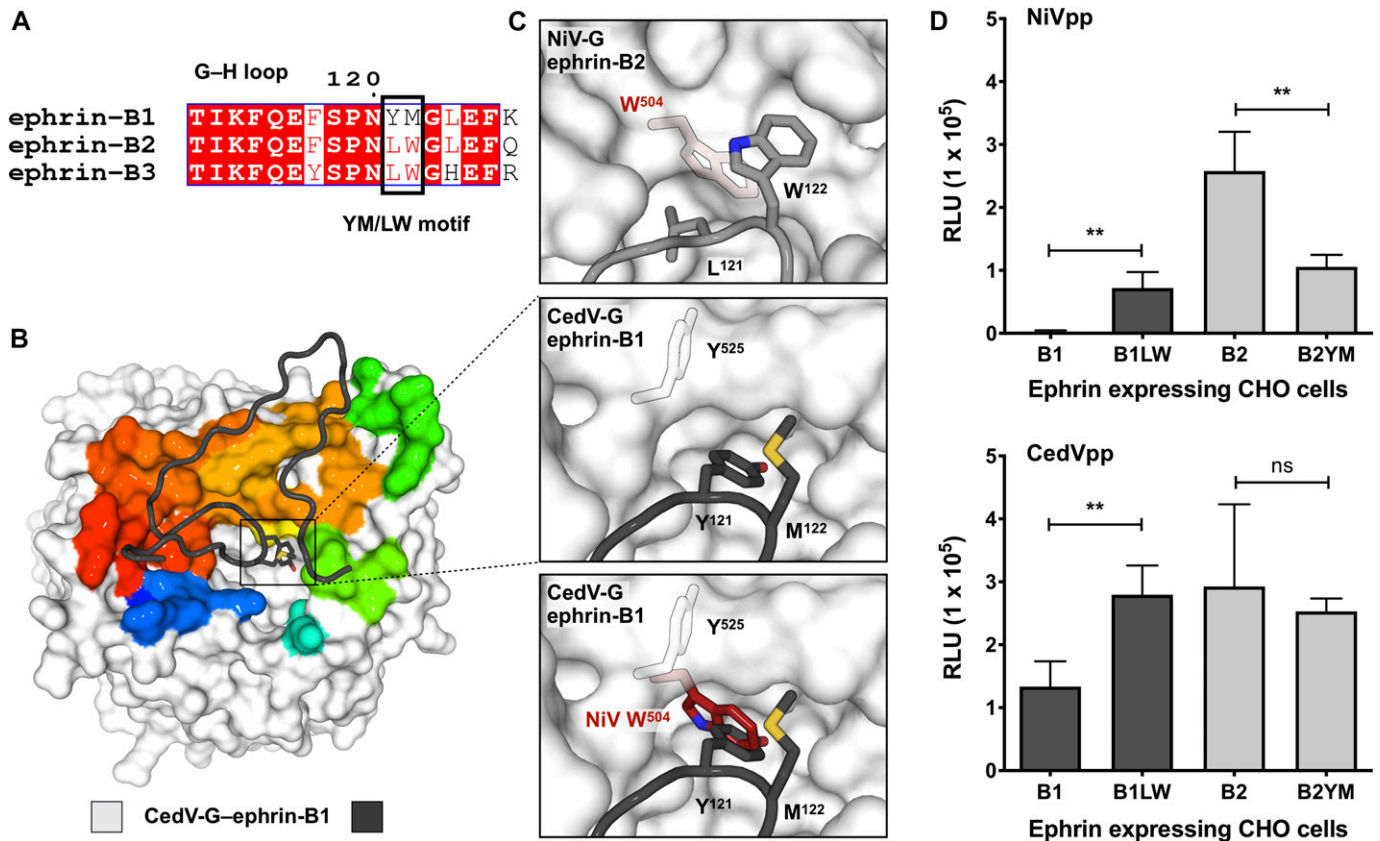 A
G–H loop
120
ephrin–B1 TIKFQEFSPNYMGLEFK
ephrin–B2 TIKFQEFSPNLWGLEFQ
ephrin–B3 TIKFQEYSPNLWGHEFR
YM/LW motif
B
CedV-G–ephrin-B1
C
NiV-G
ephrin-B2
W504
W122
L121
CedV-G
ephrin-B1
Y525
Y121
M122
CedV-G
ephrin-B1
Y525
NiV W504
Y121
M122
D
NiVpp
RLU (1 x 10^5)
5
4
3
2
1
0
**
**
B1 B1LW B2 B2YM
Ephrin expressing CHO cells
CedVpp
RLU (1 x 10^5)
5
4
3
2
1
0
**
ns
B1 B1LW B2 B2YM
Ephrin expressing CHO cells